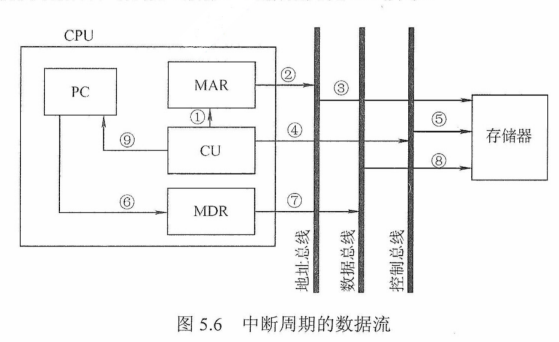 CPU
PC
MAR
②
③
①
④
⑤
⑨
CU
存储器
⑧
⑥
MDR
⑦
地址总线
数据总线
控制总线
图 5.6 中断周期的数据流